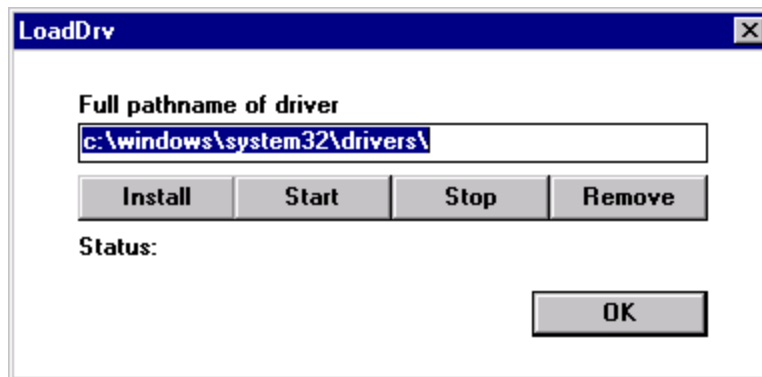 LoadDrv
Full pathname of driver
c:\windows\system32\drivers\
Install Start Stop Remove
Status:
OK